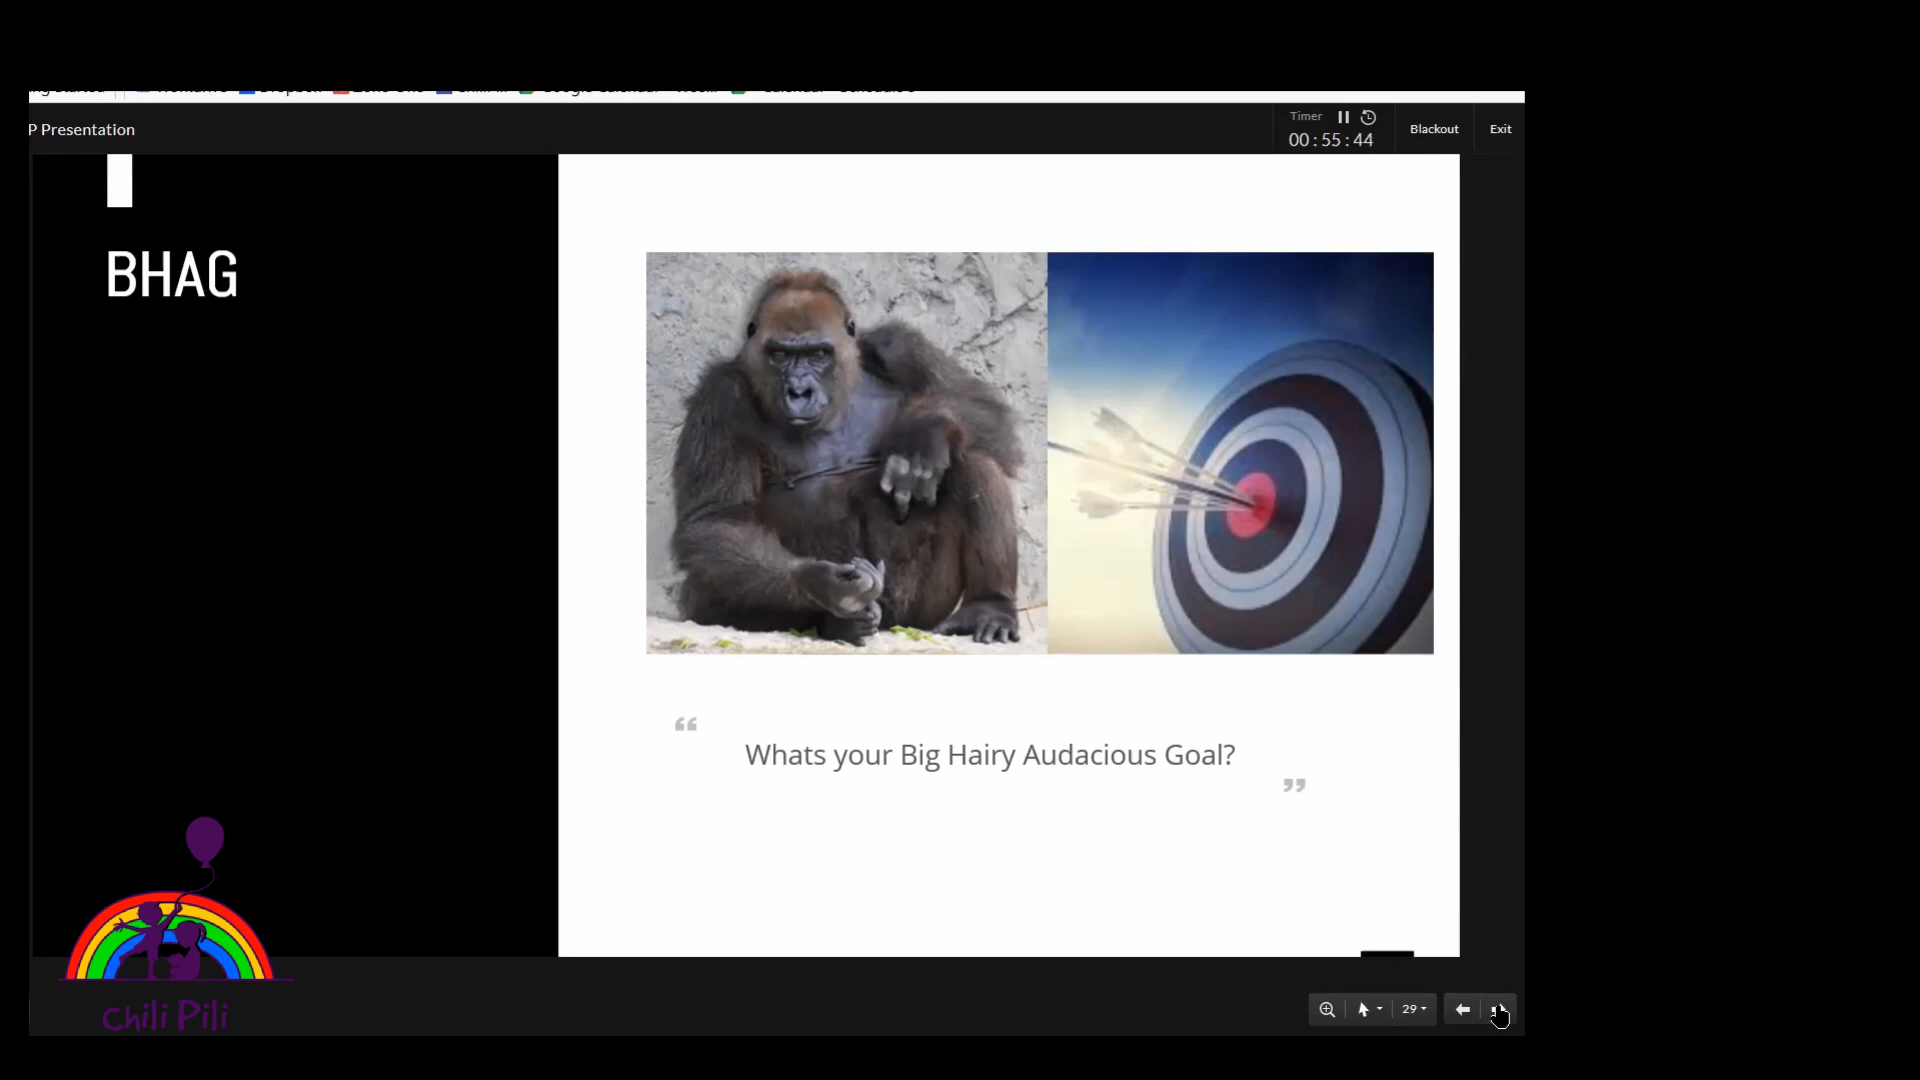 P Presentation
Timer
00:55:44
Blackout
Exit
BHAG
“
Whats your Big Hairy Audacious Goal?
”
Chili Pili
29